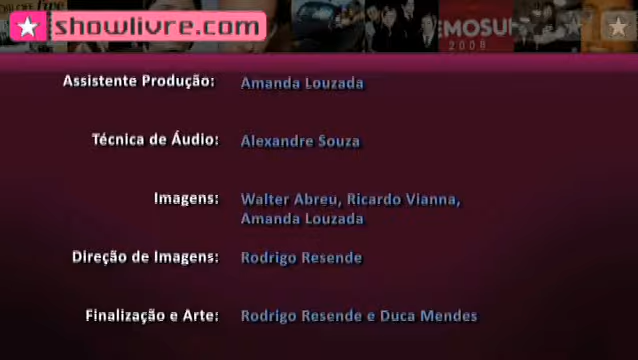 showlivre.com
EMOSUL
2008
Assistente Produção: Amanda Louzada
Técnica de Áudio: Alexandre Souza
Imagens: Walter Abreu, Ricardo Vianna,
Amanda Louzada
Direção de Imagens: Rodrigo Resende
Finalização e Arte: Rodrigo Resende e Duca Mendes